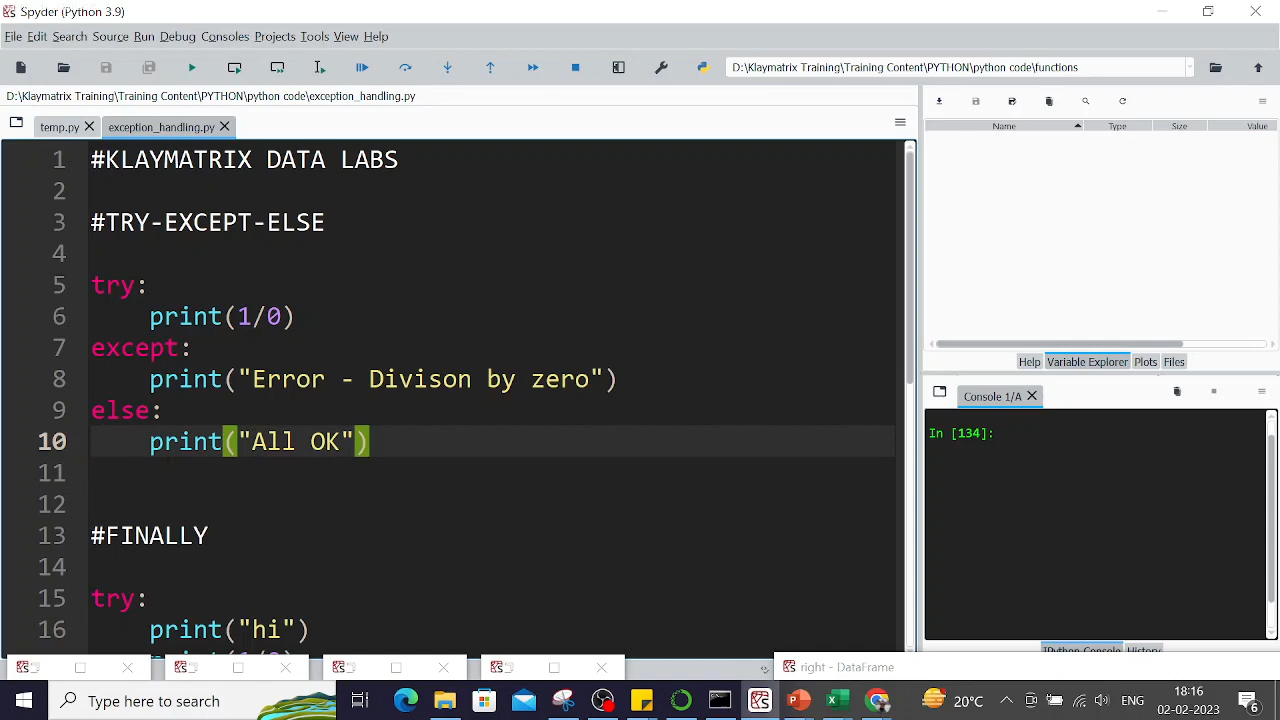 Spyder (Python 3.9)
File Edit Search Source Run Debug Consoles Projects Tools View Help
D:\Klaymatrix Training\Training Content\PYTHON\python code\functions
D:\Klaymatrix Training\Training Content\PYTHON\python code\exception_handling.py
temp.py
exception_handling.py
1 #KLAYMATRIX DATA LABS
2
3 #TRY-EXCEPT-ELSE
4
5 try:
6     print(1/0)
7 except:
8     print("Error - Divison by zero")
9 else:
10     print("All OK")
11
12
13 #FINALLY
14
15 try:
16     print("hi")
Name Type Size Value
Help Variable Explorer Plots Files
Console 1/A
In [134]:
IPython Console History
right - DataFrame
Type here to search
20°C
ENG
18:16
02-02-2023
6